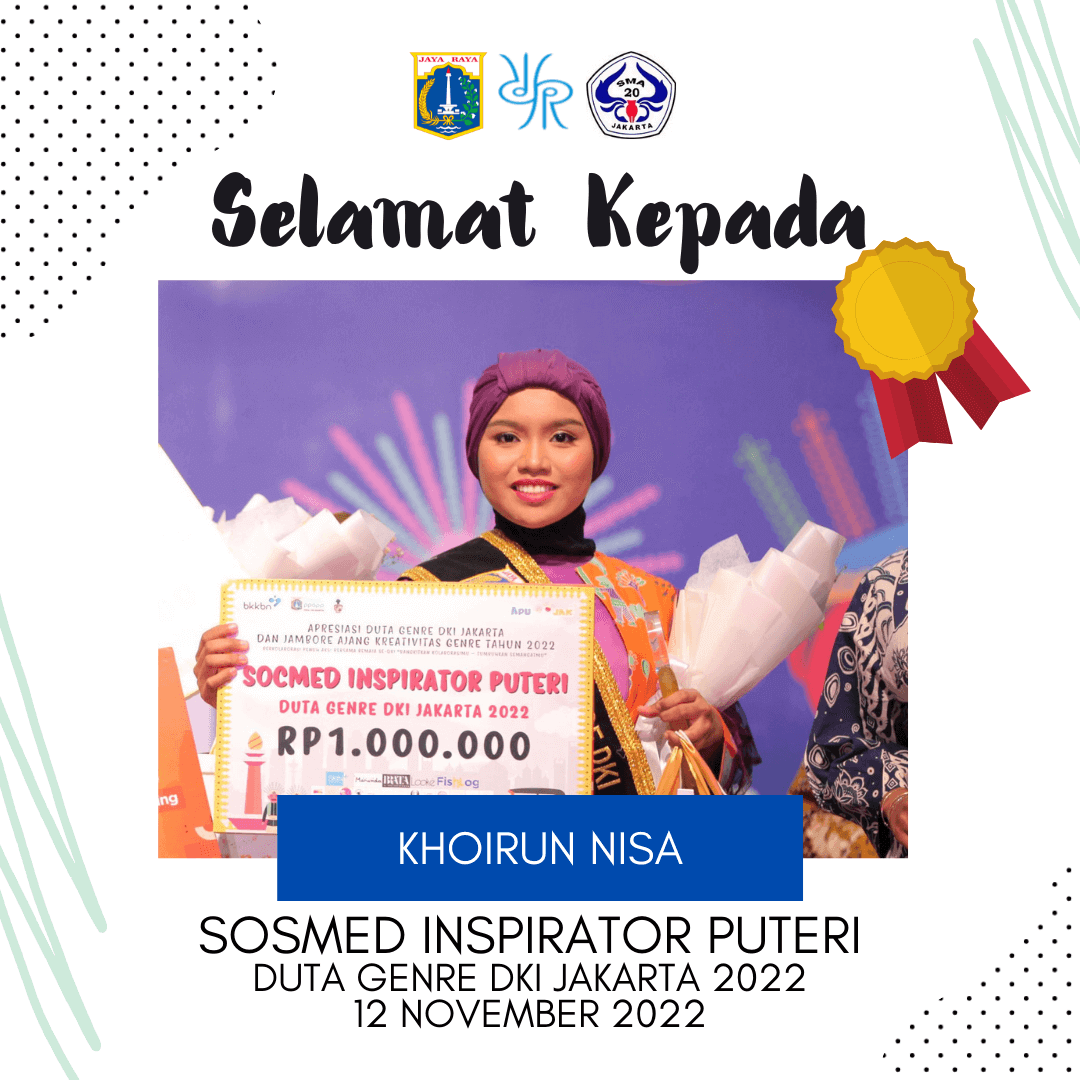 JAYA RAYA
SMA
20
JAKARTA
Selamat Kepada
bkkbn
APRESIASI DUTA GENRE DKI JAKARTA
DAN JAMBORE AJANG KREATIVITAS GENRE TAHUN 2022
SOCMED INSPIRATOR PUTERI
DUTA GENRE DKI JAKARTA 2022
RP1.000.000
DKI
KHOIRUN NISA
SOSMED INSPIRATOR PUTERI
DUTA GENRE DKI JAKARTA 2022
12 NOVEMBER 2022